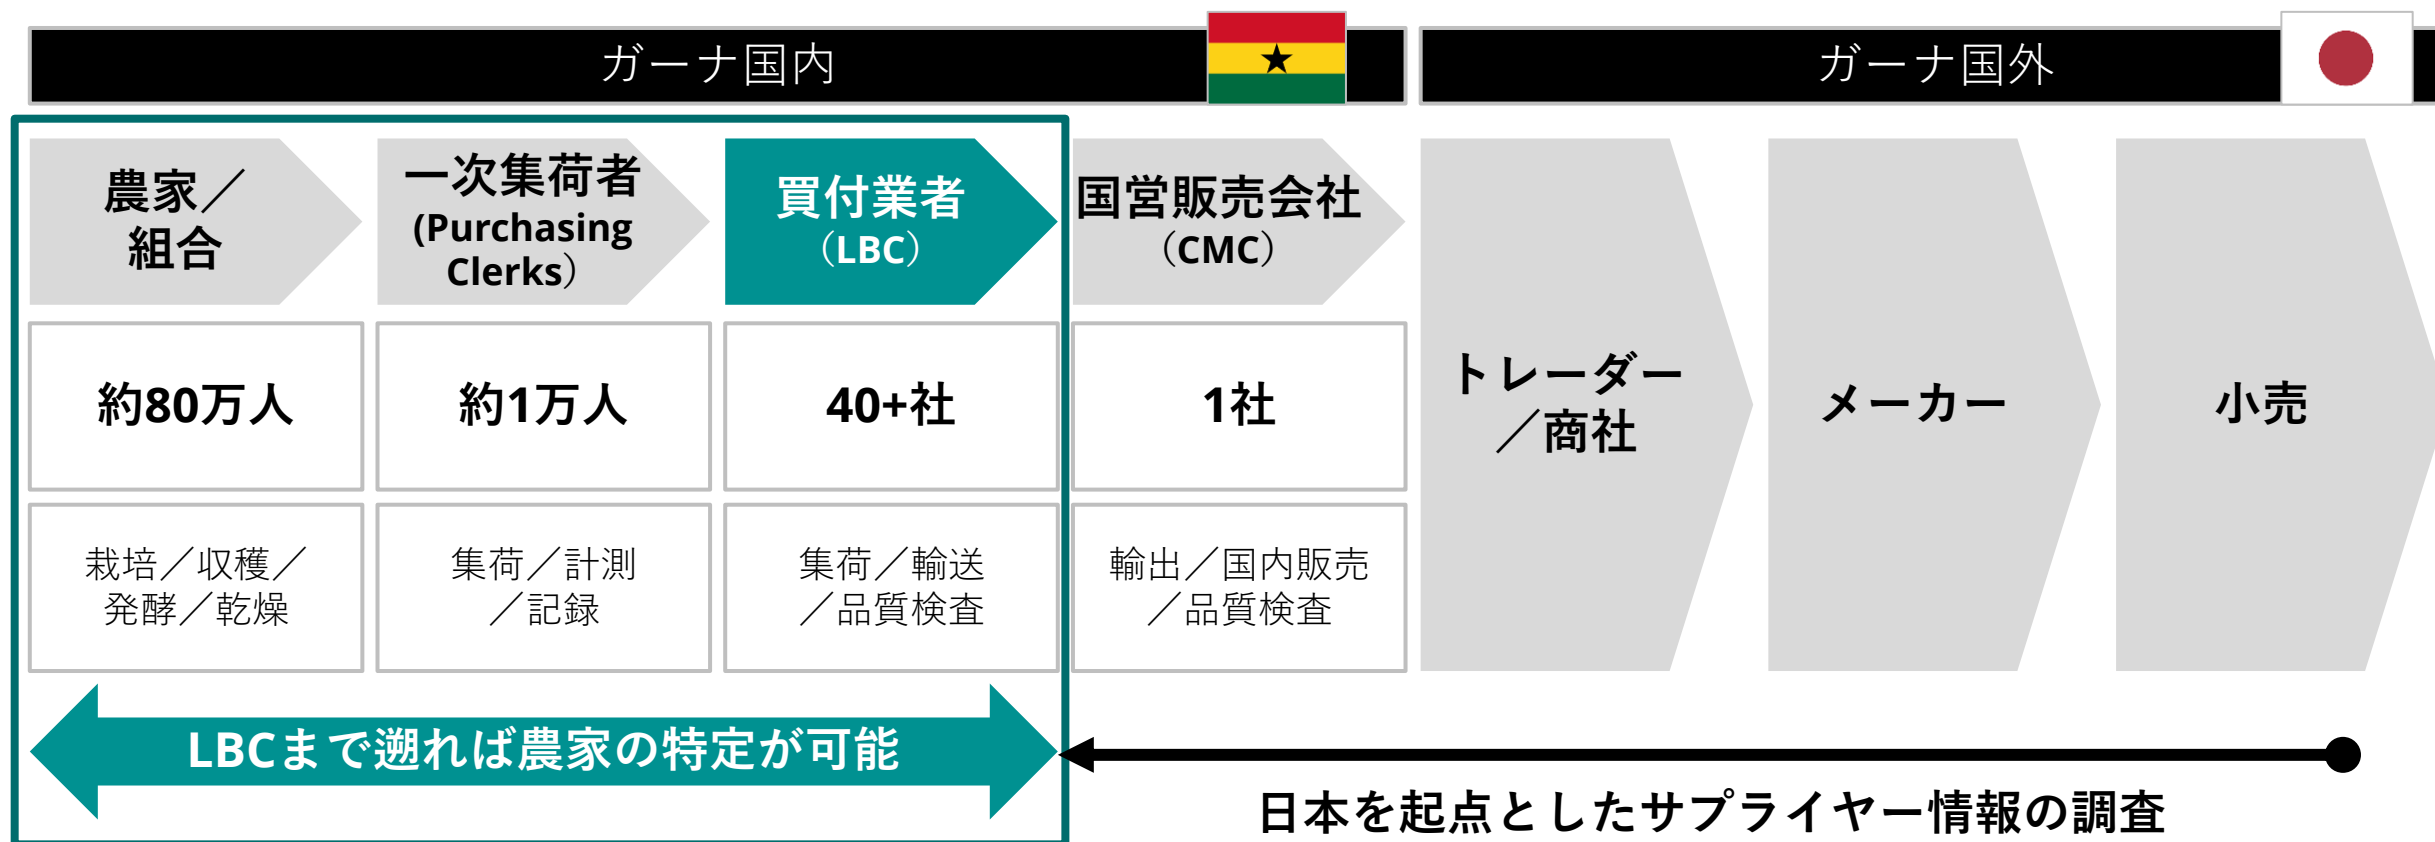 ガーナ国内
ガーナ国外
農家／
組合
一次集荷者
(Purchasing
Clerks）
買付業者
（LBC）
国営販売会社
（CMC）
トレーダー
／商社
メーカー
小売
約80万人
約1万人
40+社
1社
栽培／収穫／
発酵／乾燥
集荷／計測
／記録
集荷／輸送
／品質検査
輸出／国内販売
／品質検査
LBCまで遡れば農家の特定が可能
日本を起点としたサプライヤー情報の調査